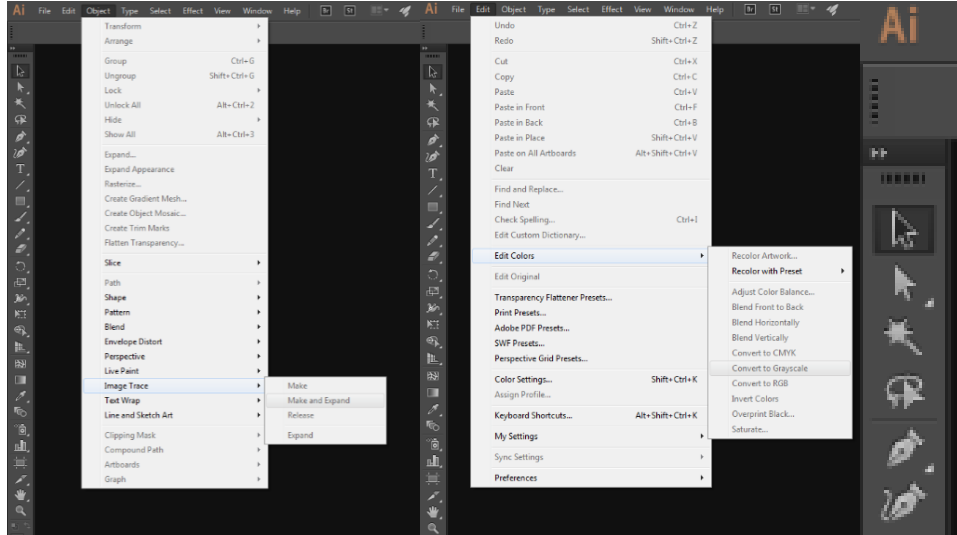 Ai File Edit Object Type Select Effect View Window Help Br St
Transform
Arrange
Group Ctrl+G
Ungroup Shift+Ctrl+G
Lock
Unlock All Alt+Ctrl+2
Hide
Show All Alt+Ctrl+3
Expand...
Expand Appearance
Rasterize...
Create Gradient Mesh...
Create Object Mosaic...
Create Trim Marks
Flatten Transparency...
Slice
Path
Shape
Pattern
Blend
Envelope Distort
Perspective
Live Paint
Image Trace
Text Wrap
Line and Sketch Art
Clipping Mask
Compound Path
Artboards
Graph
Make
Make and Expand
Release
Expand
Ai File Edit Object Type Select Effect View Window Help Br St
Undo Ctrl+Z
Redo Shift+Ctrl+Z
Cut Ctrl+X
Copy Ctrl+C
Paste Ctrl+V
Paste in Front Ctrl+F
Paste in Back Ctrl+B
Paste in Place Shift+Ctrl+V
Paste on All Artboards Alt+Shift+Ctrl+V
Clear
Find and Replace...
Find Next
Check Spelling... Ctrl+I
Edit Custom Dictionary...
Edit Colors
Edit Original
Transparency Flattener Presets...
Print Presets...
Adobe PDF Presets...
SWF Presets...
Perspective Grid Presets...
Color Settings... Shift+Ctrl+K
Assign Profile...
Keyboard Shortcuts... Alt+Shift+Ctrl+K
My Settings
Sync Settings
Preferences
Recolor Artwork...
Recolor with Preset
Adjust Color Balance...
Blend Front to Back
Blend Horizontally
Blend Vertically
Convert to CMYK
Convert to Grayscale
Convert to RGB
Invert Colors
Overprint Black...
Saturate...
Ai